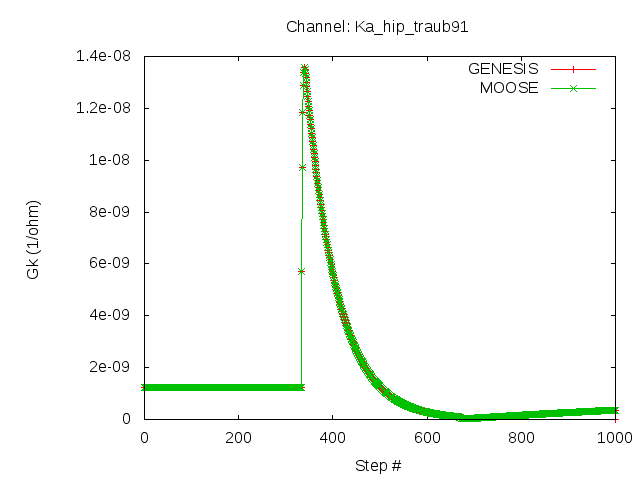 Channel: Ka_hip_traub91
1.4e-08
1.2e-08
1e-08
8e-09
6e-09
4e-09
2e-09
0
Gk (1/ohm)
GENESIS
MOOSE
0 200 400 600 800 1000
Step #